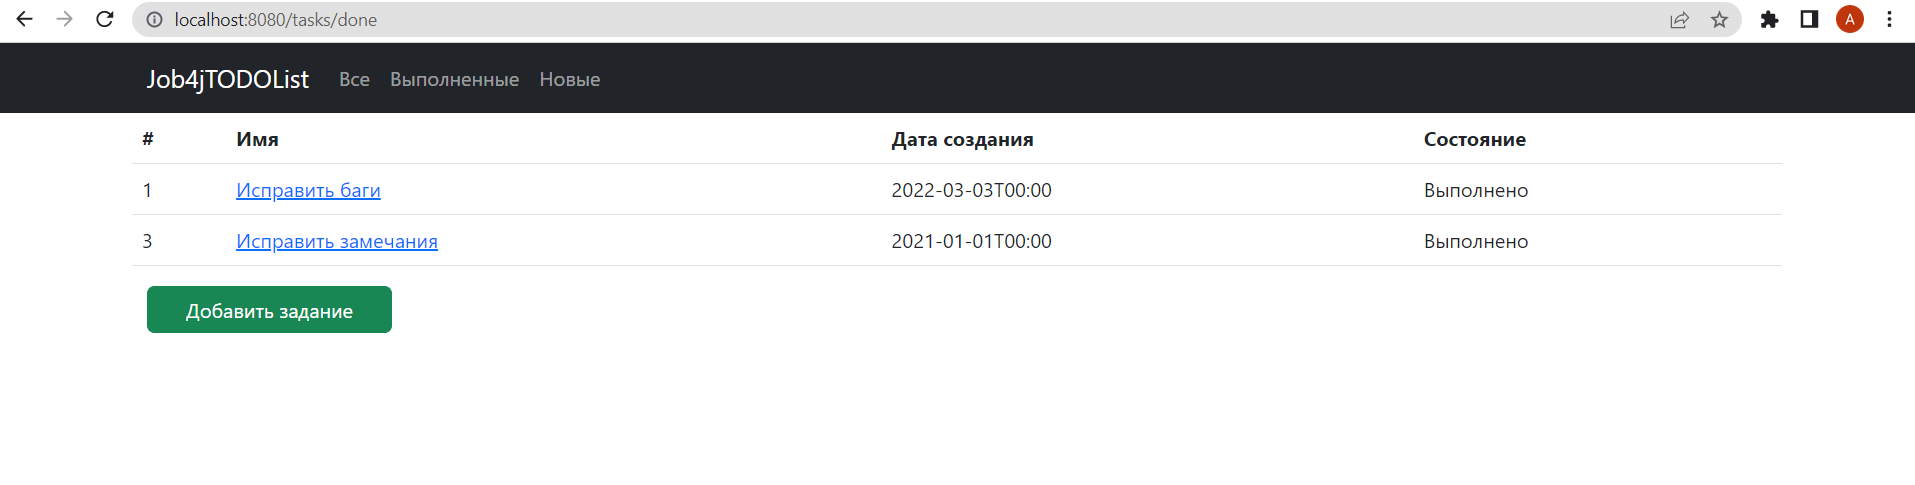 localhost:8080/tasks/done
A
Job4jTODOList Все Выполненные Новые
# Имя Дата создания Состояние
1 Исправить баги 2022-03-03T00:00 Выполнено
3 Исправить замечания 2021-01-01T00:00 Выполнено
Добавить задание